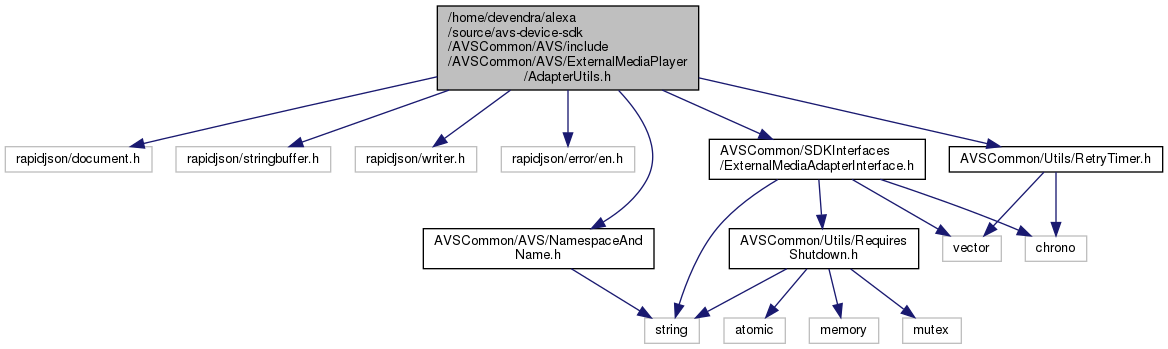 /home/devendra/alexa
/source/avs-device-sdk
/AVSCommon/AVS/include
/AVSCommon/AVS/ExternalMediaPlayer
/AdapterUtils.h
rapidjson/document.h
rapidjson/stringbuffer.h
rapidjson/writer.h
rapidjson/error/en.h
AVSCommon/SDKInterfaces
/ExternalMediaAdapterInterface.h
AVSCommon/Utils/RetryTimer.h
AVSCommon/AVS/NamespaceAnd
Name.h
AVSCommon/Utils/Requires
Shutdown.h
vector
chrono
string
atomic
memory
mutex